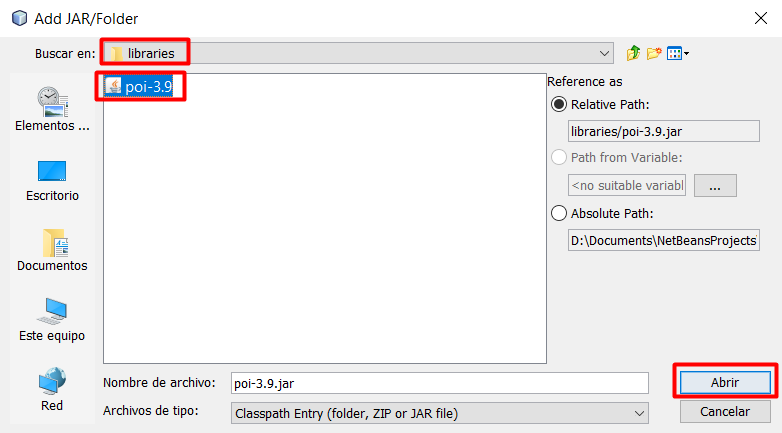 Add JAR/Folder
Buscar en:
libraries
poi-3.9
Elementos ...
Escritorio
Documentos
Este equipo
Red
Reference as
Relative Path:
libraries/poi-3.9.jar
Path from Variable:
<no suitable variabl
...
Absolute Path:
D:\Documents\NetBeansProjects
Nombre de archivo:
poi-3.9.jar
Abrir
Archivos de tipo:
Classpath Entry (folder, ZIP or JAR file)
Cancelar